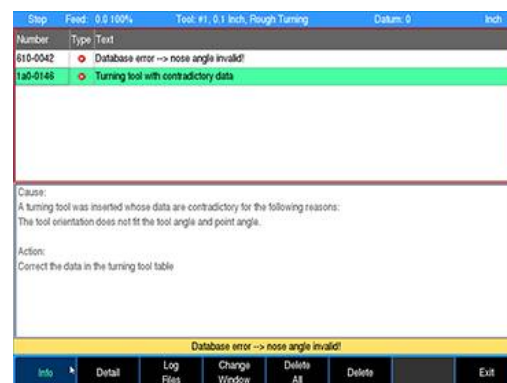 Stop Feed: 0.0 100% Tool: #1, 0.1 Inch, Rough Turning Datum: 0 Inch
Number Type Text
610-0042 Database error --> nose angle invalid!
1a0-0146 Turning tool with contradictory data
Cause:
A turning tool was inserted whose data are contradictory for the following reasons:
The tool orientation does not fit the tool angle and point angle.
Action:
Correct the data in the turning tool table
Database error --> nose angle invalid!
Info Detail Log Files Change Window Delete All Delete Exit